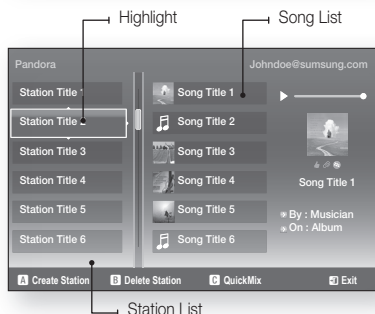 Highlight
Song List
Pandora
Johndoe@sumsung.com
Station Title 1
Station Title 2
Station Title 3
Station Title 4
Station Title 5
Station Title 6
Song Title 1
Song Title 2
Song Title 3
Song Title 4
Song Title 5
Song Title 6
Song Title 1
By : Musician
On : Album
A Create Station
B Delete Station
C QuickMix
Exit
Station List